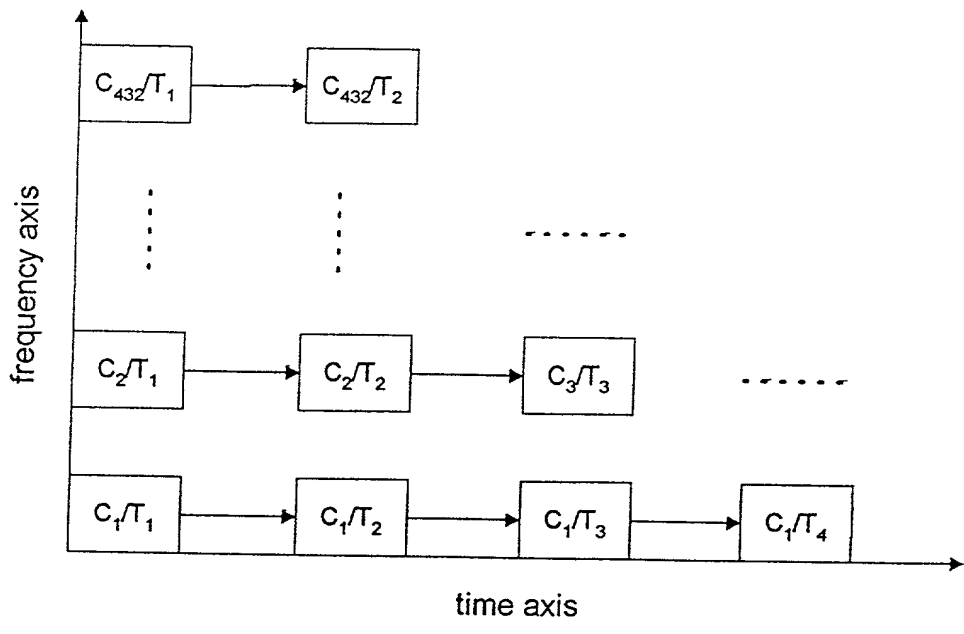 C₄₃₂/T₁ C₄₃₂/T₂
frequency axis
C₂/T₁ C₂/T₂ C₃/T₃
C₁/T₁ C₁/T₂ C₁/T₃ C₁/T₄
time axis